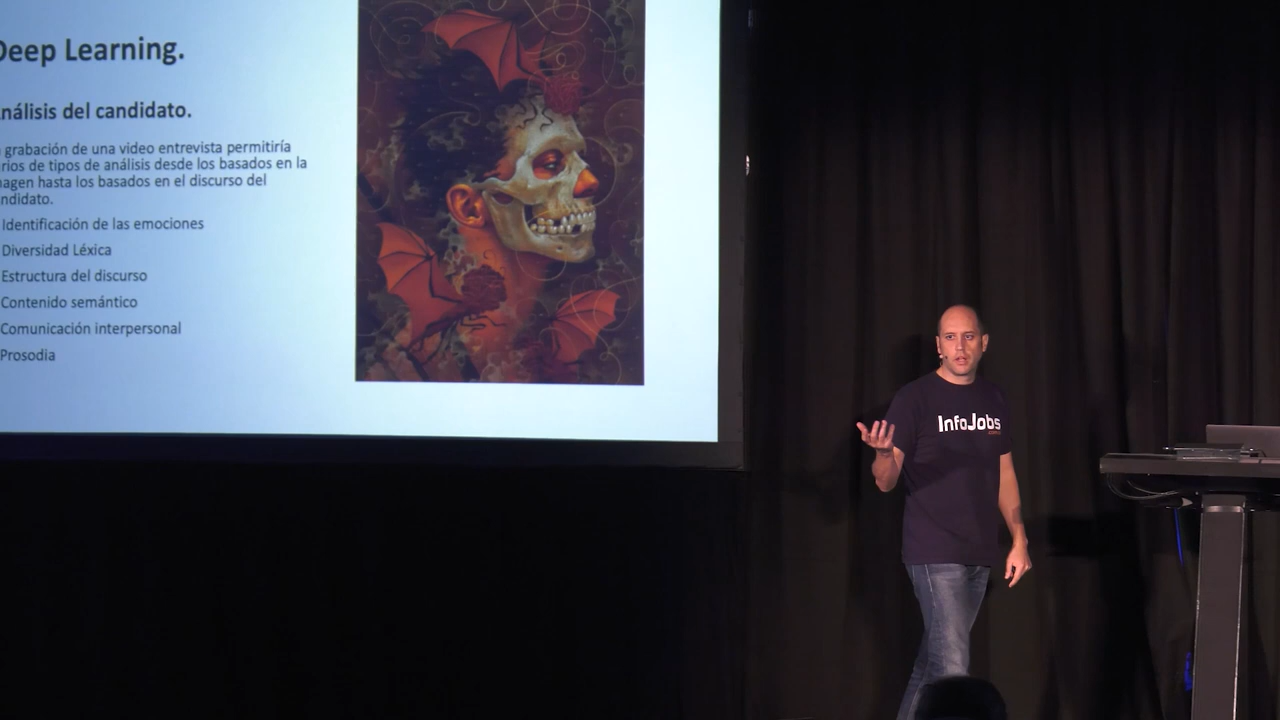 Deep Learning.
nálisis del candidato.
grabación de una video entrevista permitiría
rios de tipos de análisis desde los basados en la
agen hasta los basados en el discurso del
ndidato.
Identificación de las emociones
Diversidad Léxica
Estructura del discurso
Contenido semántico
Comunicación interpersonal
Prosodia
InfoJobs